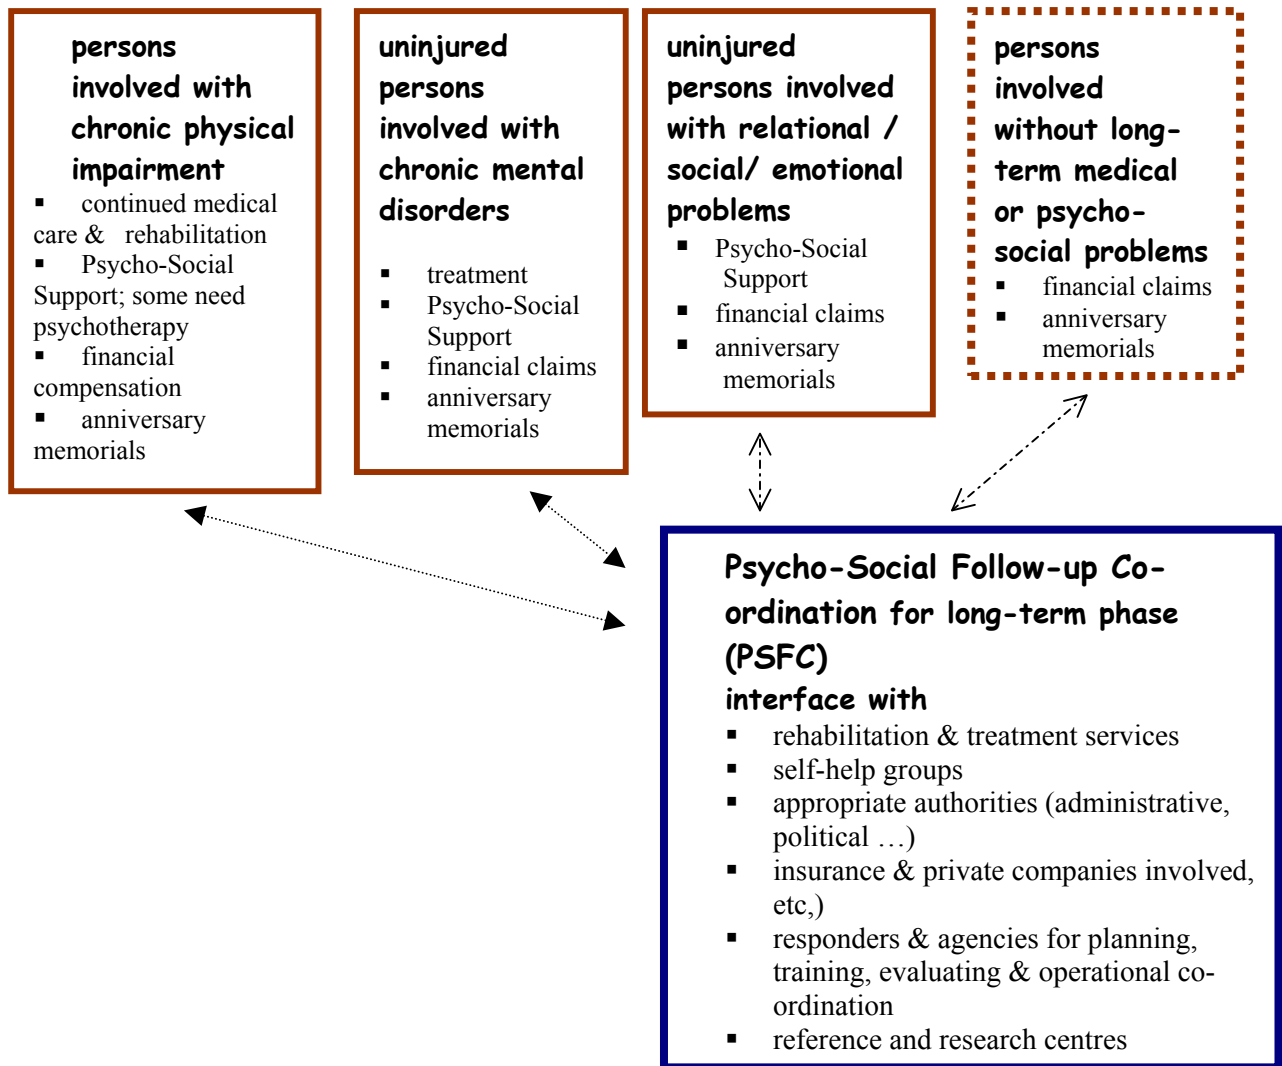 persons
involved with
chronic physical
impairment
▪ continued medical
care & rehabilitation
▪ Psycho-Social
Support; some need
psychotherapy
▪ financial
compensation
▪ anniversary
memorials
uninjured
persons
involved with
chronic mental
disorders
▪ treatment
▪ Psycho-Social
Support
▪ financial claims
▪ anniversary
memorials
uninjured
persons involved
with relational /
social/ emotional
problems
▪ Psycho-Social
Support
▪ financial claims
▪ anniversary
memorials
persons
involved
without long-
term medical
or psycho-
social problems
▪ financial claims
▪ anniversary
memorials
Psycho-Social Follow-up Co-
ordination for long-term phase
(PSFC)
interface with
▪ rehabilitation & treatment services
▪ self-help groups
▪ appropriate authorities (administrative,
political …)
▪ insurance & private companies involved,
etc,)
▪ responders & agencies for planning,
training, evaluating & operational co-
ordination
▪ reference and research centres